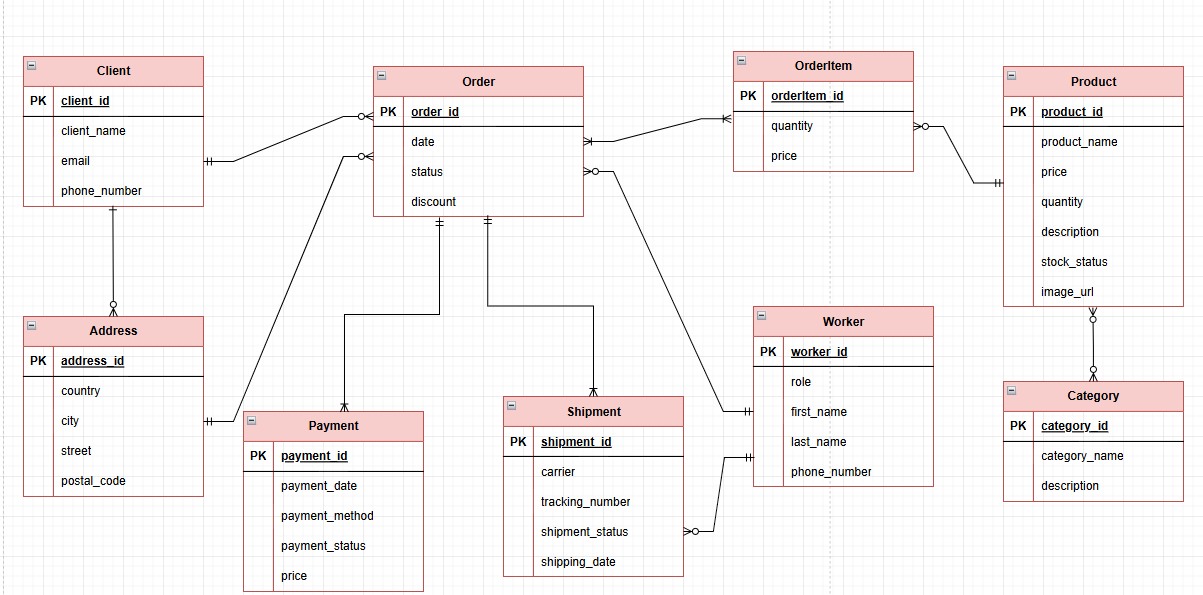 Client
PK client_id
client_name
email
phone_number
Order
PK order_id
date
status
discount
OrderItem
PK orderItem_id
quantity
price
Product
PK product_id
product_name
price
quantity
description
stock_status
image_url
Address
PK address_id
country
city
street
postal_code
Payment
PK payment_id
payment_date
payment_method
payment_status
price
Shipment
PK shipment_id
carrier
tracking_number
shipment_status
shipping_date
Worker
PK worker_id
role
first_name
last_name
phone_number
Category
PK category_id
category_name
description